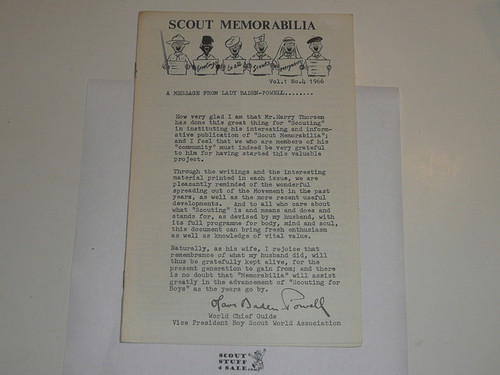 SCOUT MEMORABILIA
Greetings to all Scouts everywhere
Vol.1 No.4 1966
A MESSAGE FROM LADY BADEN-POWELL........
How very glad I am that Mr.Harry Thorsen
has done this great thing for "Scouting"
in instituting his interesting and inform-
ative publication of "Scout Memorabilia";
and I feel that we who are members of his
"community" must indeed be very grateful
to him for having started this valuable
project.
Through the writings and the interesting
material printed in each issue, we are
pleasantly reminded of the wonderful
spreading out of the Movement in the past
years, as well as the more recent useful
developments. And to all who care about
what "Scouting" is and means and does and
stands for, as devised by my husband, with
its full programme for body, mind and soul,
this document can bring fresh enthusiasm
as well as knowledge of vital value.
Naturally, as his wife, I rejoice that
remembrance of what my husband did, will
thus be gratefully kept alive, for the
present generation to gain from; and there
is no doubt that "Memorabilia" will assist
greatly in the advancement of "Scouting for
Boys" as the years go by.
Olave Baden-Powell
World Chief Guide
Vice President Boy Scout World Association
SCOUT
STUFF
4 SALE.com